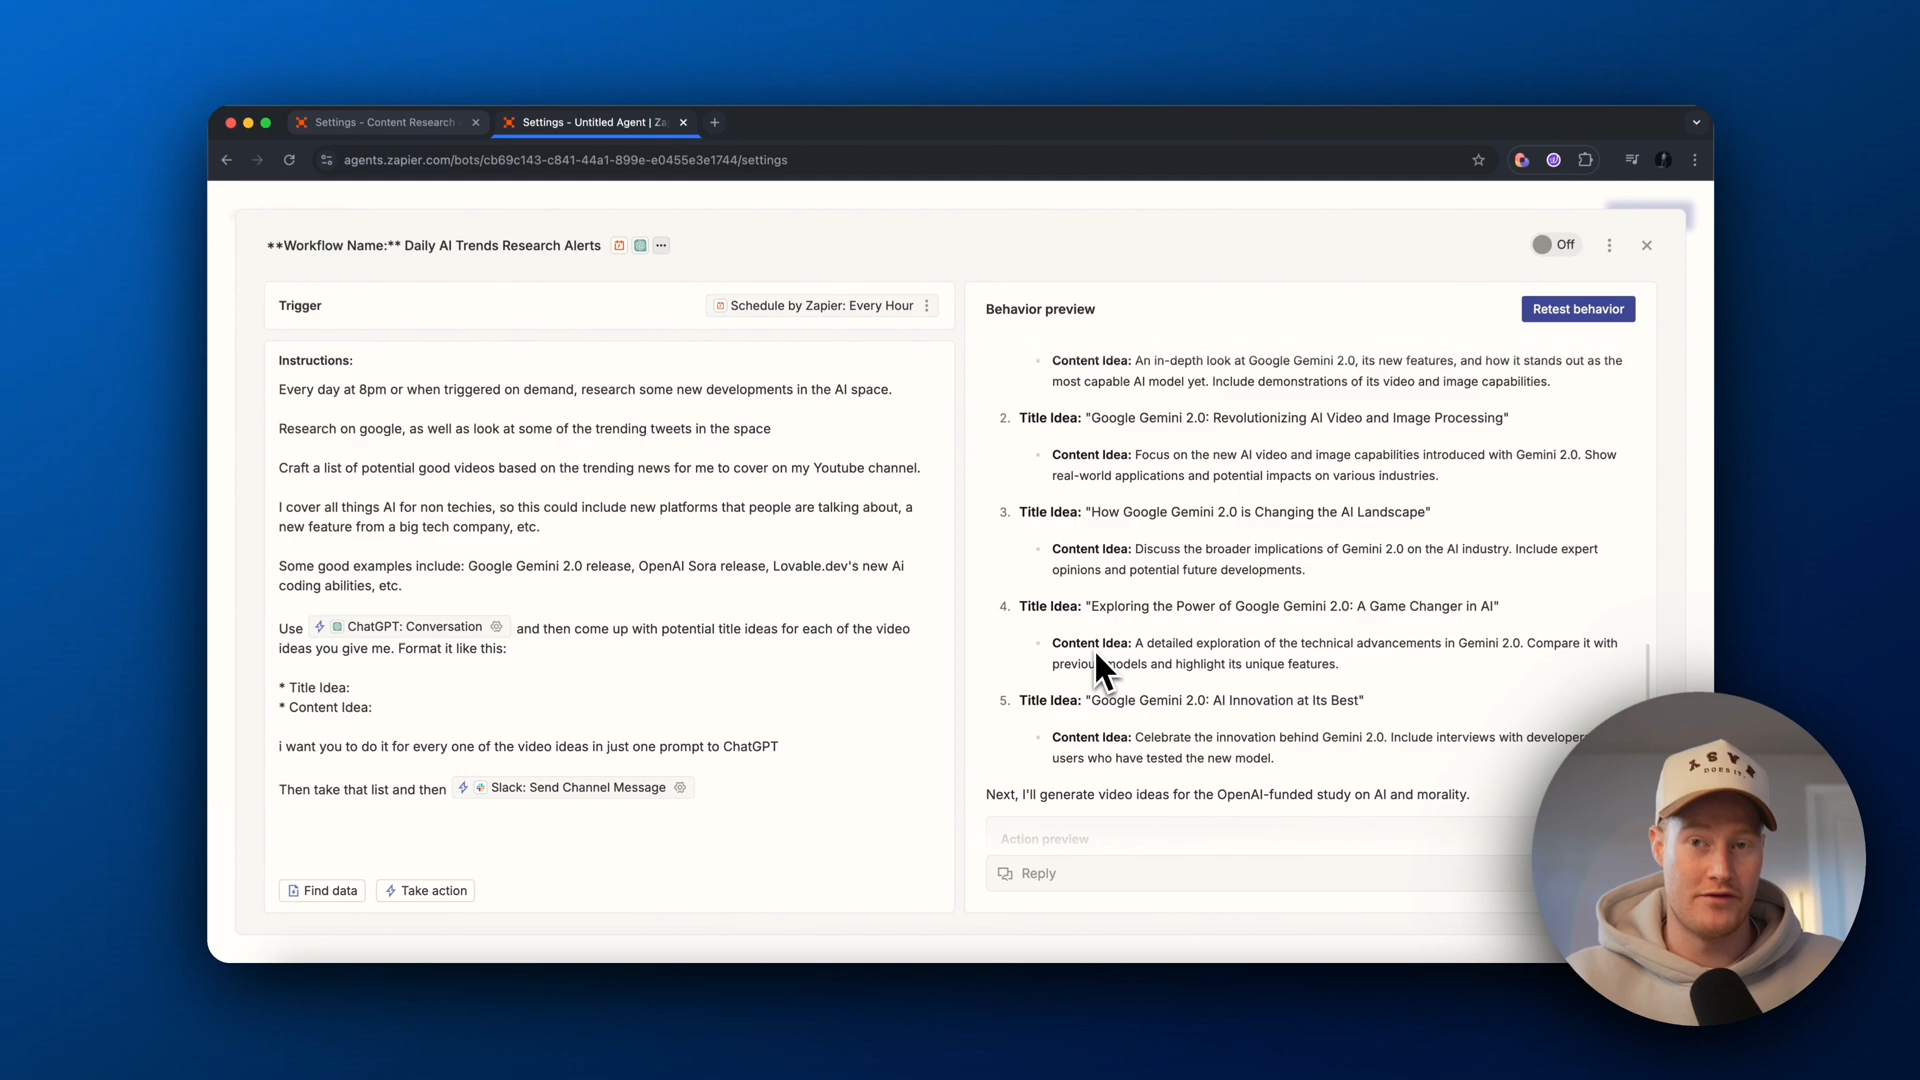 Settings - Content Research
Settings - Untitled Agent | Za
agents.zapier.com/bots/cb69c143-c841-44a1-899e-e0455e3e1744/settings
**Workflow Name:** Daily AI Trends Research Alerts
Off
Trigger
Schedule by Zapier: Every Hour
Instructions:
Every day at 8pm or when triggered on demand, research some new developments in the AI space.
Research on google, as well as look at some of the trending tweets in the space
Craft a list of potential good videos based on the trending news for me to cover on my Youtube channel.
I cover all things AI for non techies, so this could include new platforms that people are talking about, a
new feature from a big tech company, etc.
Some good examples include: Google Gemini 2.0 release, OpenAI Sora release, Lovable.dev's new Ai
coding abilities, etc.
Use ChatGPT: Conversation and then come up with potential title ideas for each of the video
ideas you give me. Format it like this:
* Title Idea:
* Content Idea:
i want you to do it for every one of the video ideas in just one prompt to ChatGPT
Then take that list and then Slack: Send Channel Message
Find data
Take action
Behavior preview
Retest behavior
Content Idea: An in-depth look at Google Gemini 2.0, its new features, and how it stands out as the
most capable AI model yet. Include demonstrations of its video and image capabilities.
2. Title Idea: "Google Gemini 2.0: Revolutionizing AI Video and Image Processing"
Content Idea: Focus on the new AI video and image capabilities introduced with Gemini 2.0. Show
real-world applications and potential impacts on various industries.
3. Title Idea: "How Google Gemini 2.0 is Changing the AI Landscape"
Content Idea: Discuss the broader implications of Gemini 2.0 on the AI industry. Include expert
opinions and potential future developments.
4. Title Idea: "Exploring the Power of Google Gemini 2.0: A Game Changer in AI"
Content Idea: A detailed exploration of the technical advancements in Gemini 2.0. Compare it with
previous models and highlight its unique features.
5. Title Idea: "Google Gemini 2.0: AI Innovation at Its Best"
Content Idea: Celebrate the innovation behind Gemini 2.0. Include interviews with developer
users who have tested the new model.
Next, I'll generate video ideas for the OpenAI-funded study on AI and morality.
Action preview
Reply
DOES IT.